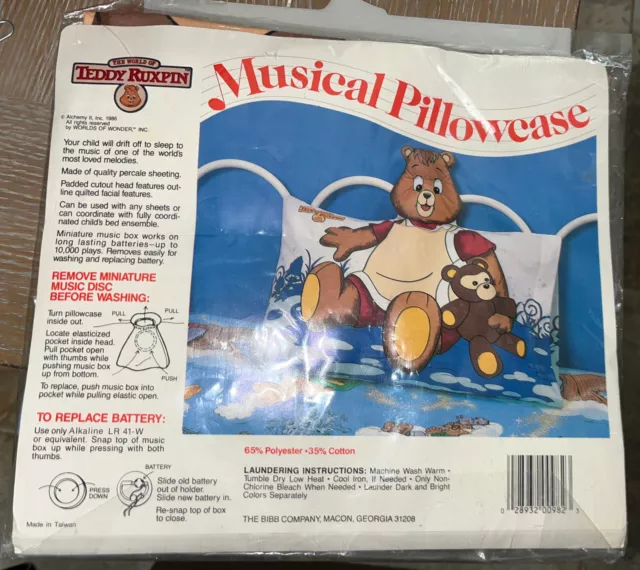 THE WORLD OF
TEDDY RUXPIN
Musical Pillowcase
© Alchemy II, Inc. 1986
All rights reserved
by WORLDS OF WONDER,™ INC.
Your child will drift off to sleep to
the music of one of the world's
most loved melodies.
Made of quality percale sheeting.
Padded cutout head features out-
line quilted facial features.
Can be used with any sheets or
can coordinate with fully coordi-
nated child's bed ensemble.
Miniature music box works on
long lasting batteries–up to
10,000 plays. Removes easily for
washing and replacing battery.
REMOVE MINIATURE
MUSIC DISC
BEFORE WASHING:
Turn pillowcase
inside out.
PULL
PULL
Locate elasticized
pocket inside head.
Pull pocket open
with thumbs while
pushing music box
up from bottom.
PUSH
To replace, push music box into
pocket while pulling elastic open.
TO REPLACE BATTERY:
Use only Alkaline LR 41-W
or equivalent. Snap top of music
box up while pressing with both
thumbs.
BATTERY
PRESS
DOWN
Slide old battery
out of holder.
Slide new battery in.
Re-snap top of box
to close.
Made in Taiwan
65% Polyester •35% Cotton
LAUNDERING INSTRUCTIONS: Machine Wash Warm •
Tumble Dry Low Heat • Cool Iron, If Needed • Only Non-
Chlorine Bleach When Needed • Launder Dark and Bright
Colors Separately
THE BIBB COMPANY, MACON, GEORGIA 31208
0 28932 00982 3